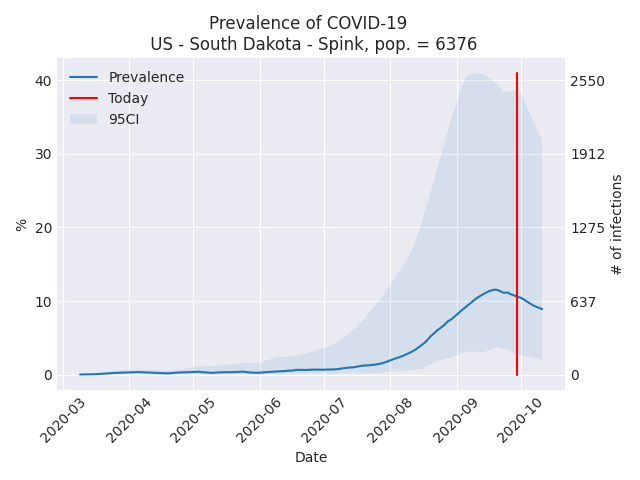 Prevalence of COVID-19
US - South Dakota - Spink, pop. = 6376
Prevalence
Today
95CI
40
30
20
10
0
%
2550
1912
1275
637
0
# of infections
2020-03
2020-04
2020-05
2020-06
2020-07
2020-08
2020-09
2020-10
Date